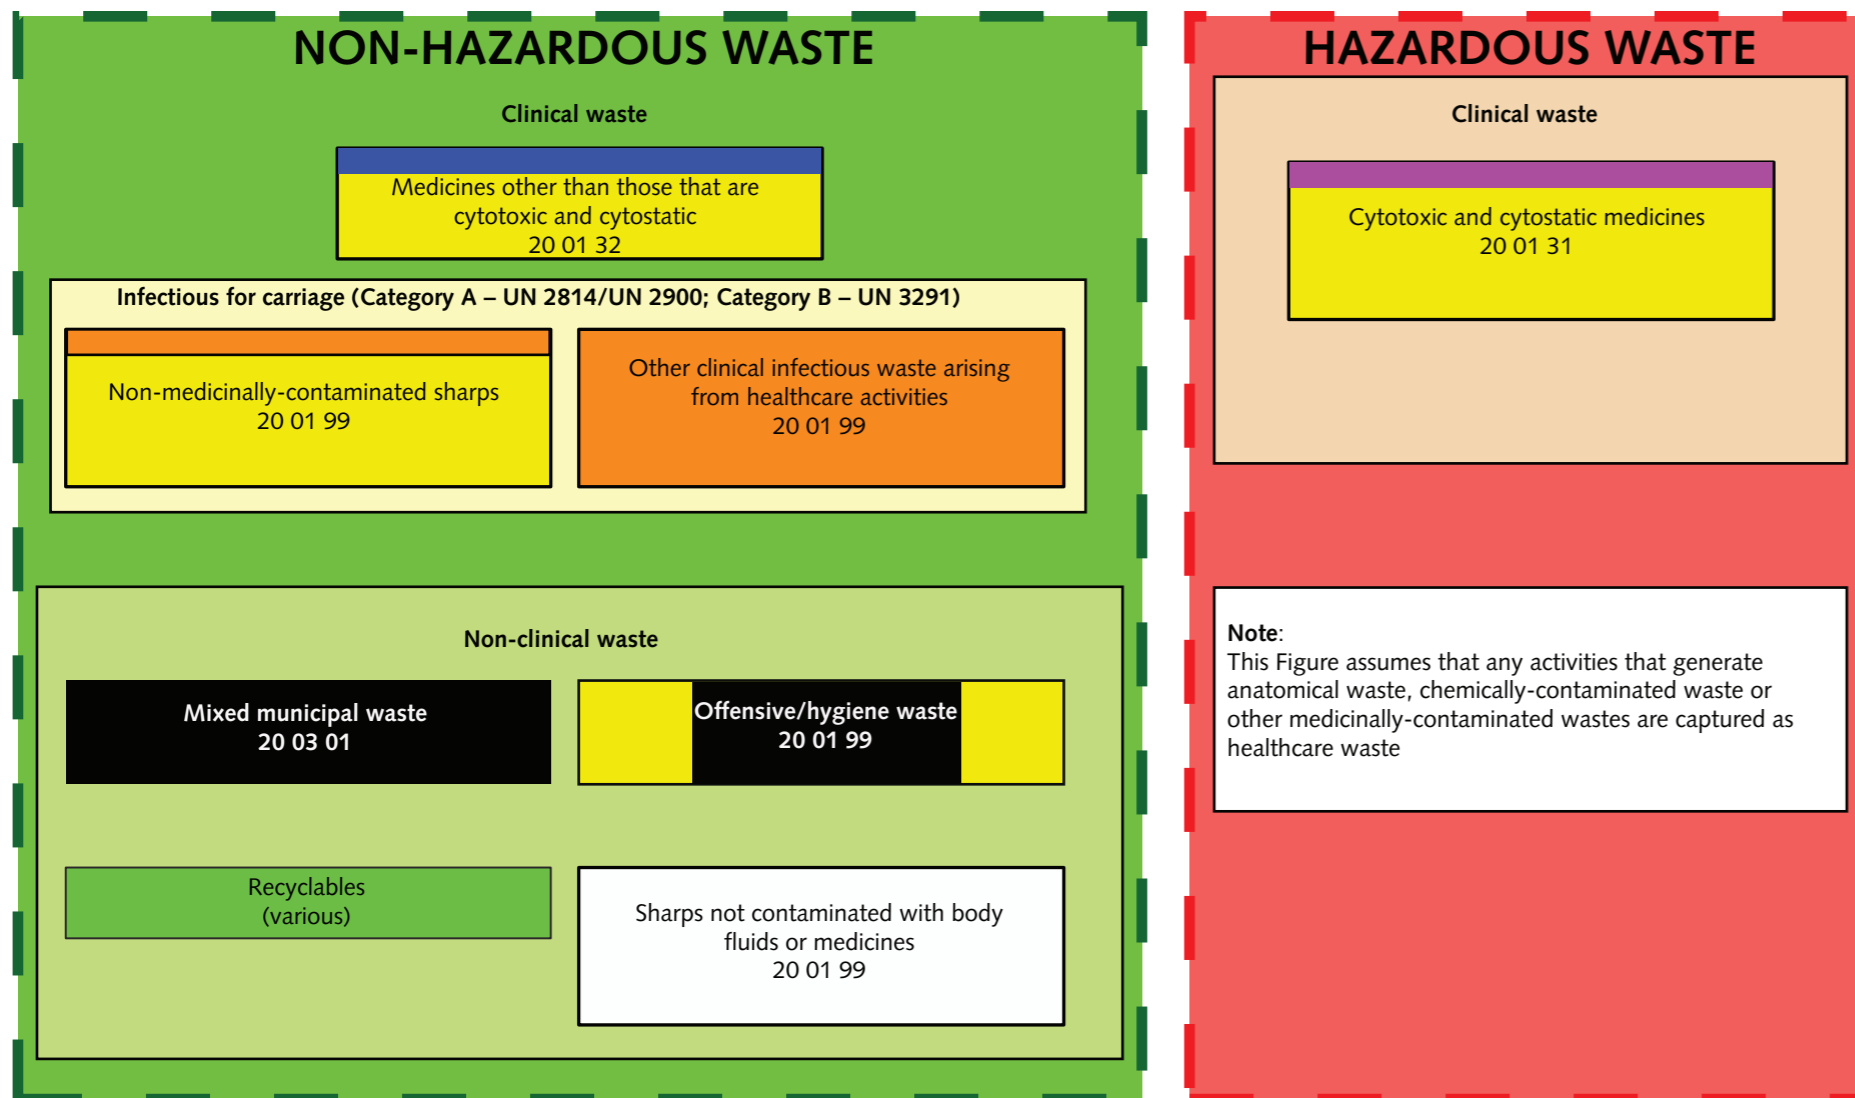 NON-HAZARDOUS WASTE
Clinical waste
Medicines other than those that are
cytotoxic and cytostatic
20 01 32
Infectious for carriage (Category A – UN 2814/UN 2900; Category B – UN 3291)
Non-medicinally-contaminated sharps
20 01 99
Other clinical infectious waste arising
from healthcare activities
20 01 99
Non-clinical waste
Mixed municipal waste
20 03 01
Offensive/hygiene waste
20 01 99
Recyclables
(various)
Sharps not contaminated with body
fluids or medicines
20 01 99
HAZARDOUS WASTE
Clinical waste
Cytotoxic and cytostatic medicines
20 01 31
Note:
This Figure assumes that any activities that generate
anatomical waste, chemically-contaminated waste or
other medicinally-contaminated wastes are captured as
healthcare waste